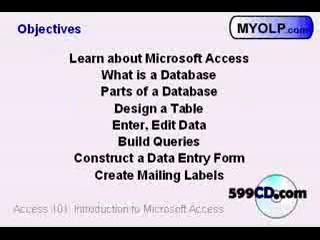 Objectives
MYOLP.com
Learn about Microsoft Access
What is a Database
Parts of a Database
Design a Table
Enter, Edit Data
Build Queries
Construct a Data Entry Form
Create Mailing Labels
599CD.com
Access 101: Introduction to Microsoft Access